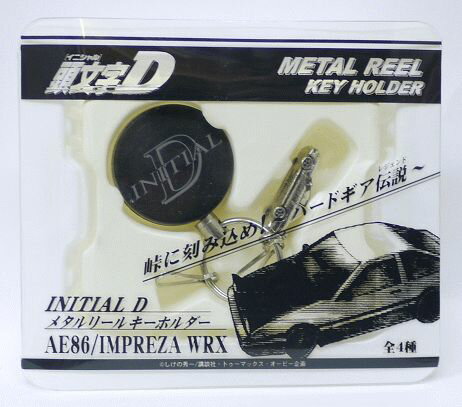 イニシャル
頭文字D
METAL REEL
KEY HOLDER
INITIAL D
レジェンド
峠に刻み込め!ハードギア伝説～
INITIAL D
メタルリールキーホルダー
AE86/IMPREZA WRX
全4種
©しげの秀一/講談社・トゥーマックス・オービー企画